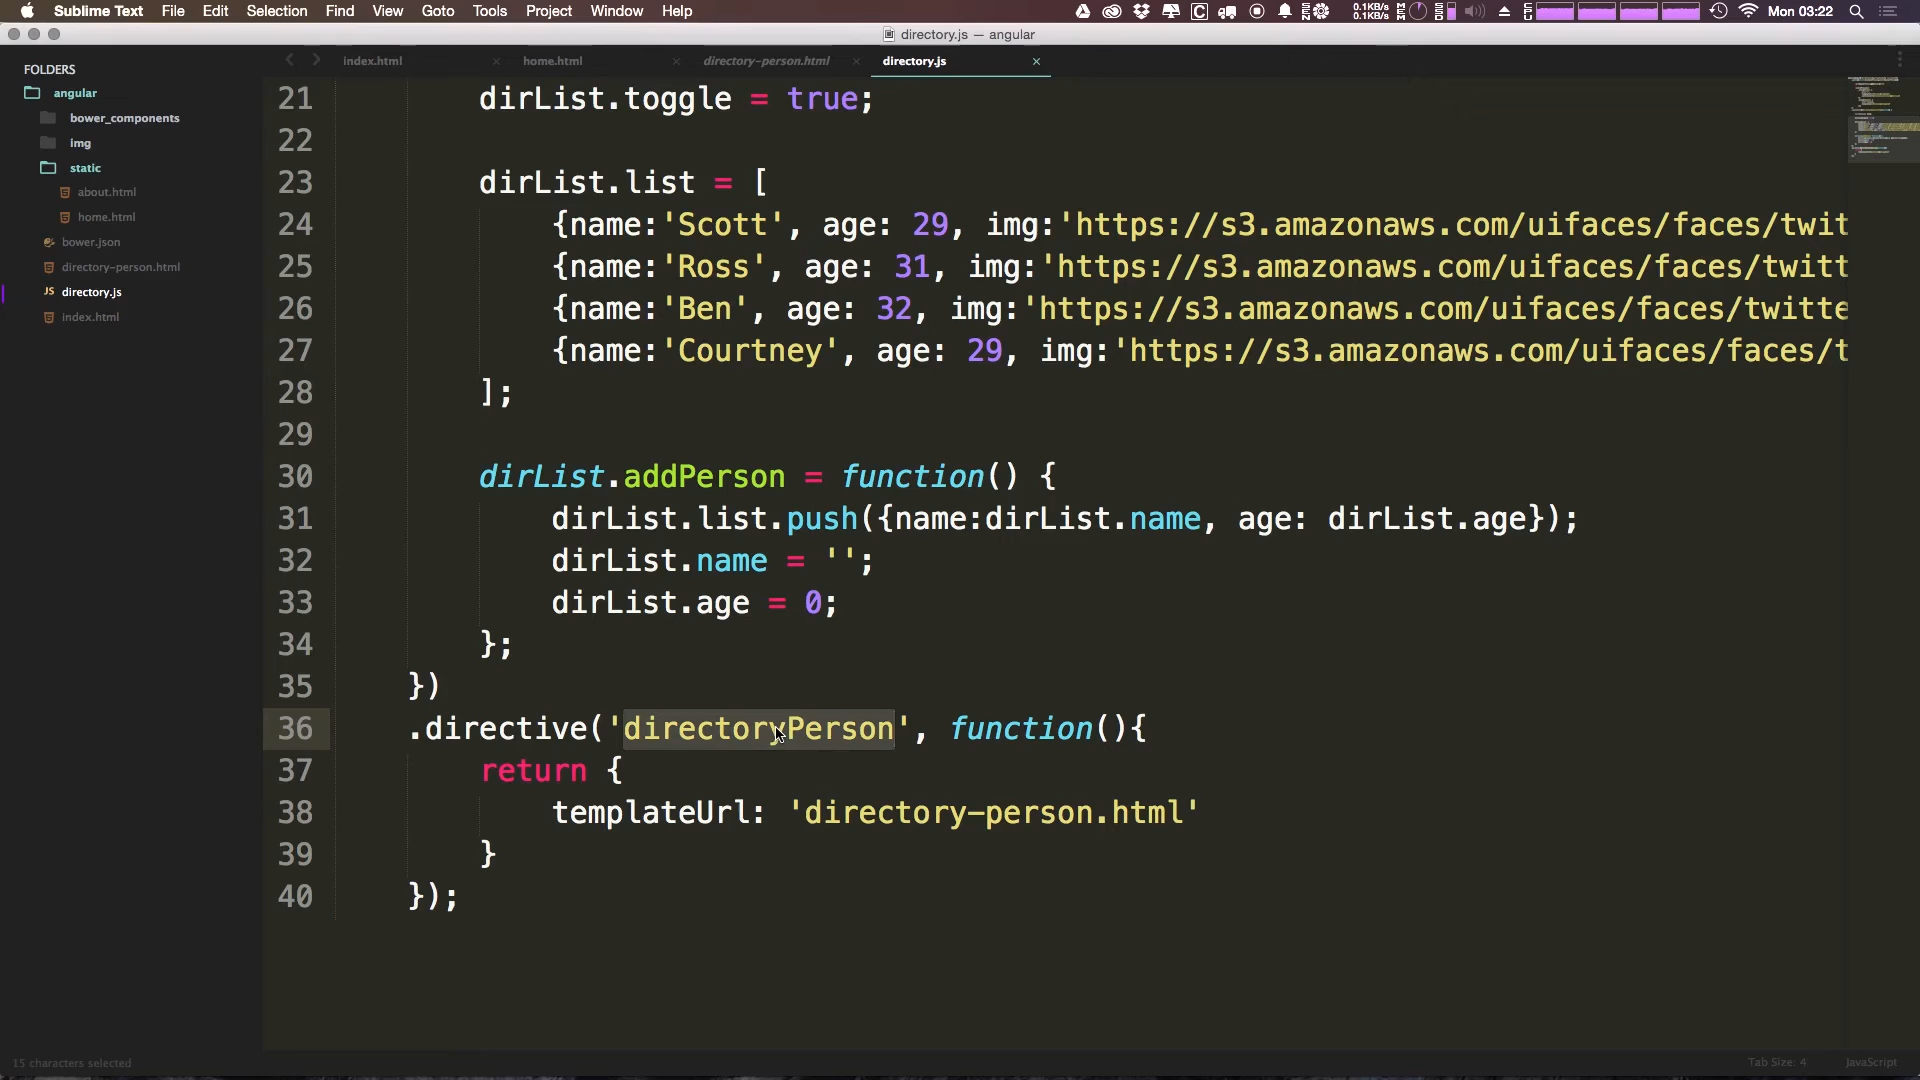 Sublime Text File Edit Selection Find View Goto Tools Project Window Help 0.1KB/s 0.1KB/s Mon 03:22
directory.js — angular
FOLDERS
angular
bower_components
img
static
about.html
home.html
bower.json
directory-person.html
directory.js
index.html
index.html home.html directory-person.html directory.js
21 dirList.toggle = true;
22
23 dirList.list = [
24 {name:'Scott', age: 29, img:'https://s3.amazonaws.com/uifaces/faces/twit
25 {name:'Ross', age: 31, img:'https://s3.amazonaws.com/uifaces/faces/twitt
26 {name:'Ben', age: 32, img:'https://s3.amazonaws.com/uifaces/faces/twitte
27 {name:'Courtney', age: 29, img:'https://s3.amazonaws.com/uifaces/faces/t
28 ];
29
30 dirList.addPerson = function() {
31 dirList.list.push({name:dirList.name, age: dirList.age});
32 dirList.name = '';
33 dirList.age = 0;
34 };
35 })
36 .directive('directoryPerson', function(){
37 return {
38 templateUrl: 'directory-person.html'
39 }
40 });
15 characters selected Tab Size: 4 JavaScript